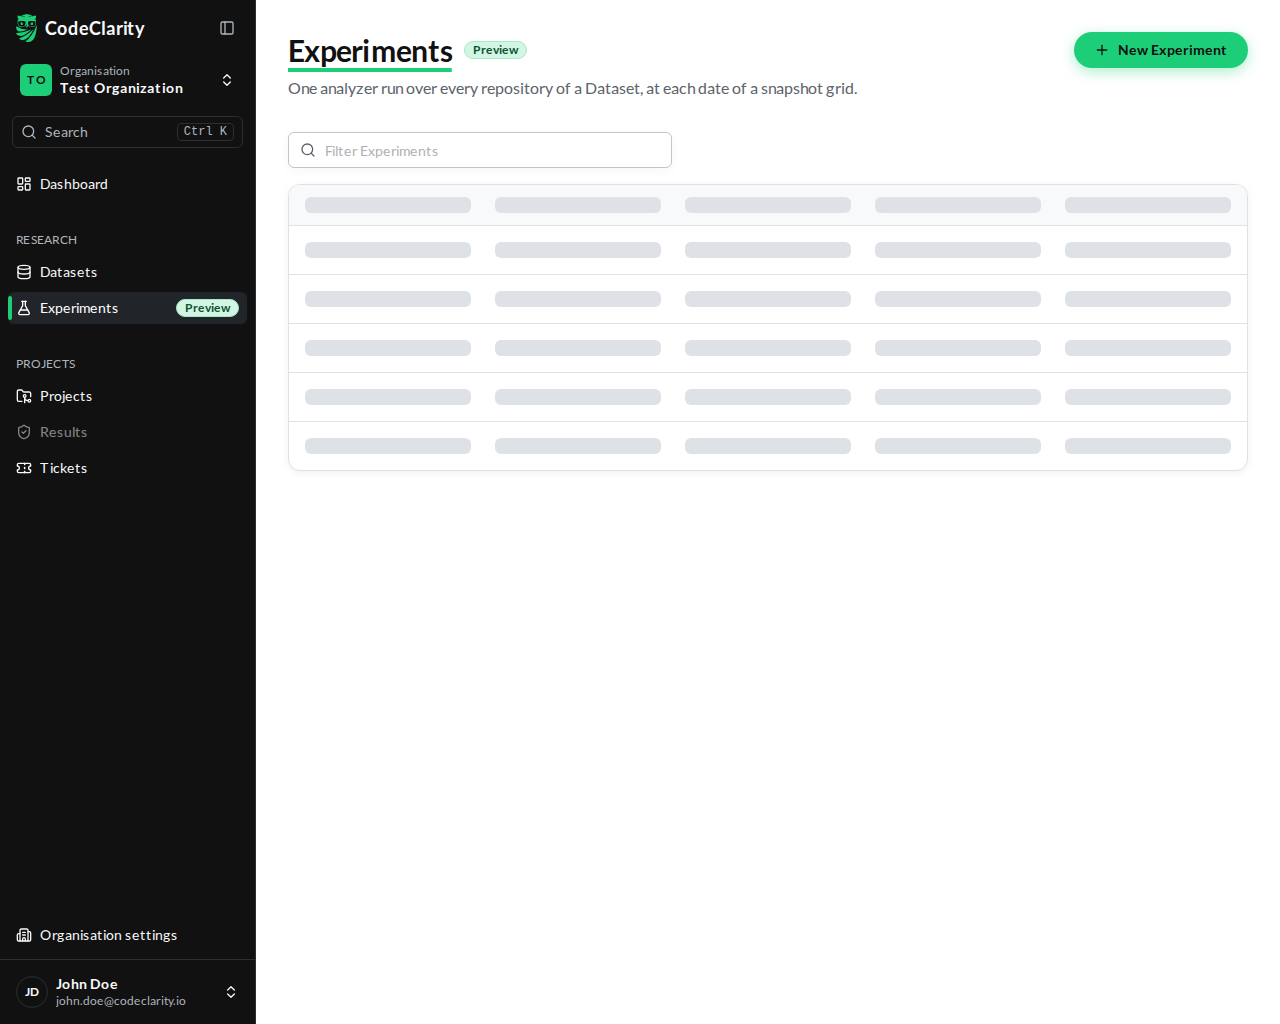 CodeClarity
TO
Organisation
Test Organization
Search
Ctrl K
Dashboard
RESEARCH
Datasets
Experiments
Preview
PROJECTS
Projects
Results
Tickets
Organisation settings
JD
John Doe
john.doe@codeclarity.io
Experiments
Preview
New Experiment
One analyzer run over every repository of a Dataset, at each date of a snapshot grid.
Filter Experiments